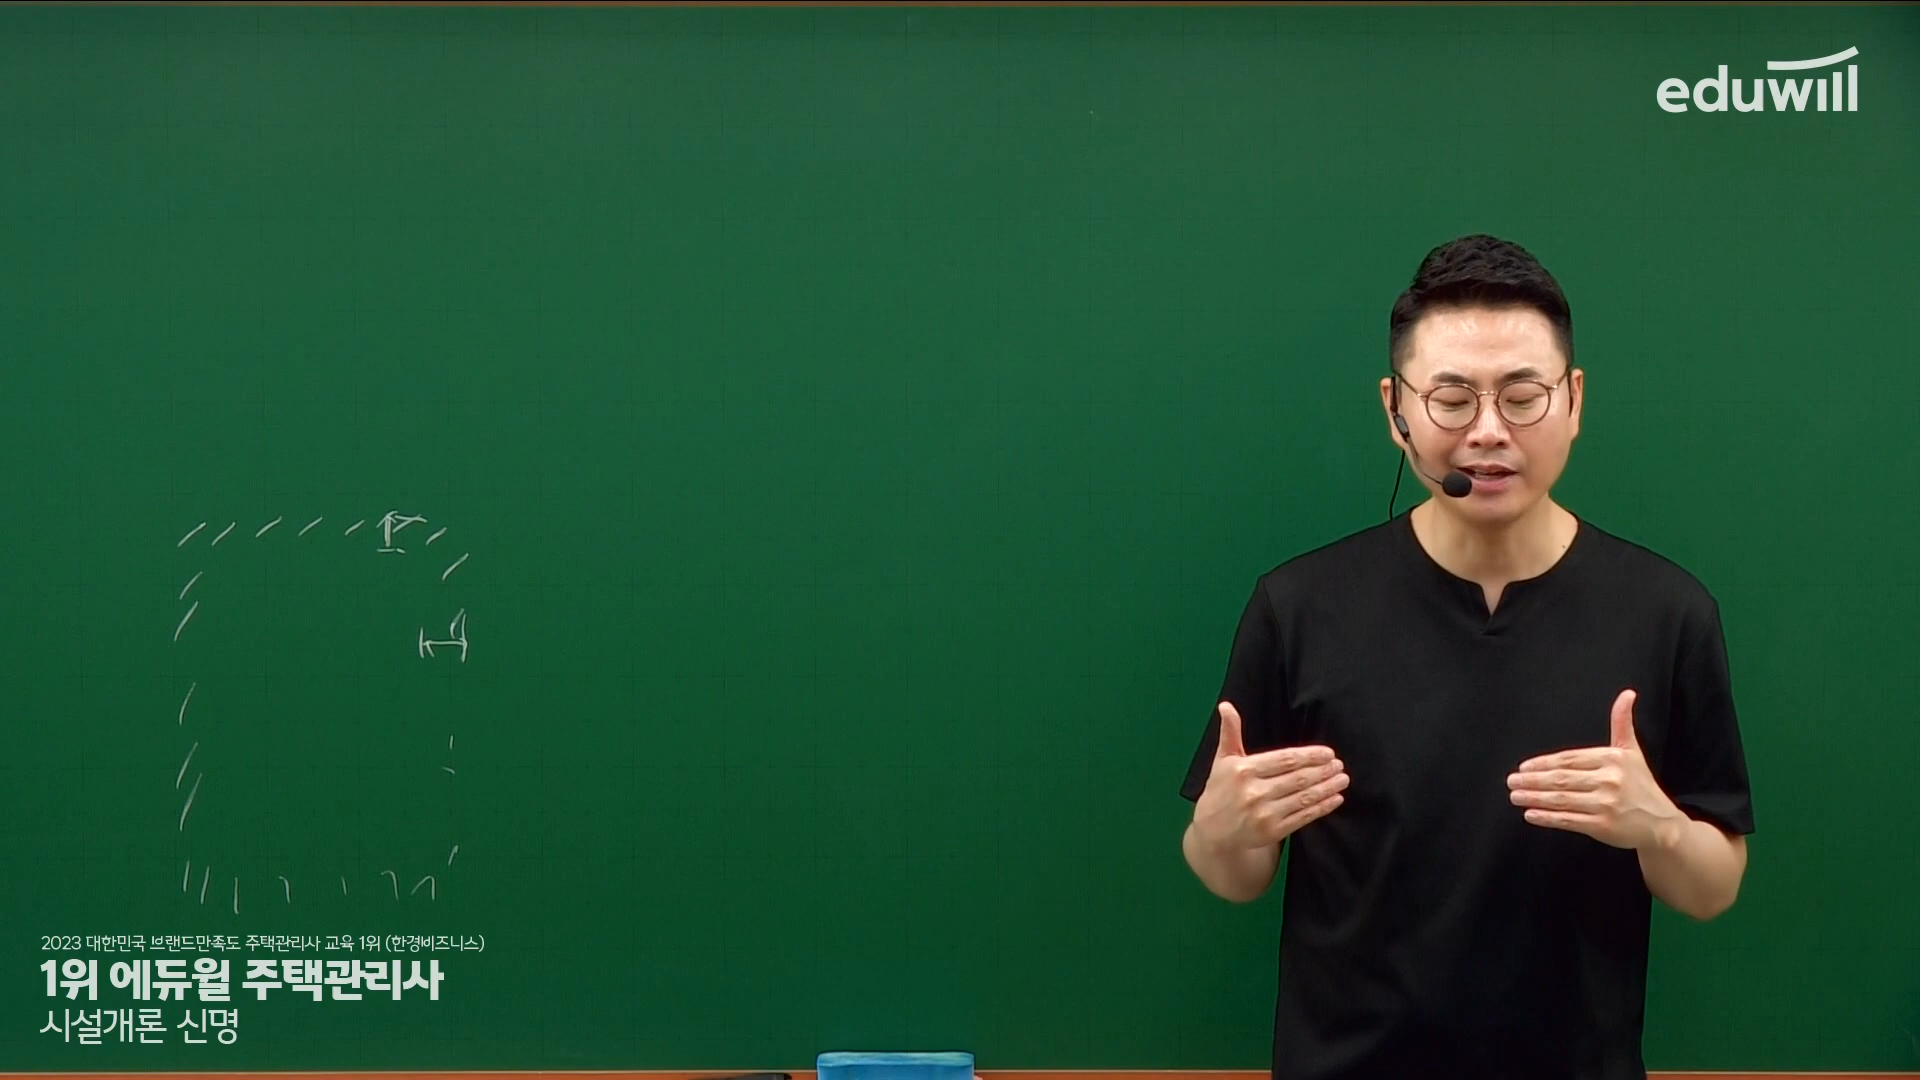 eduwill
2023 대한민국 브랜드만족도 주택관리사 교육 1위 (한경비즈니스)
1위 에듀윌 주택관리사
시설개론 신명